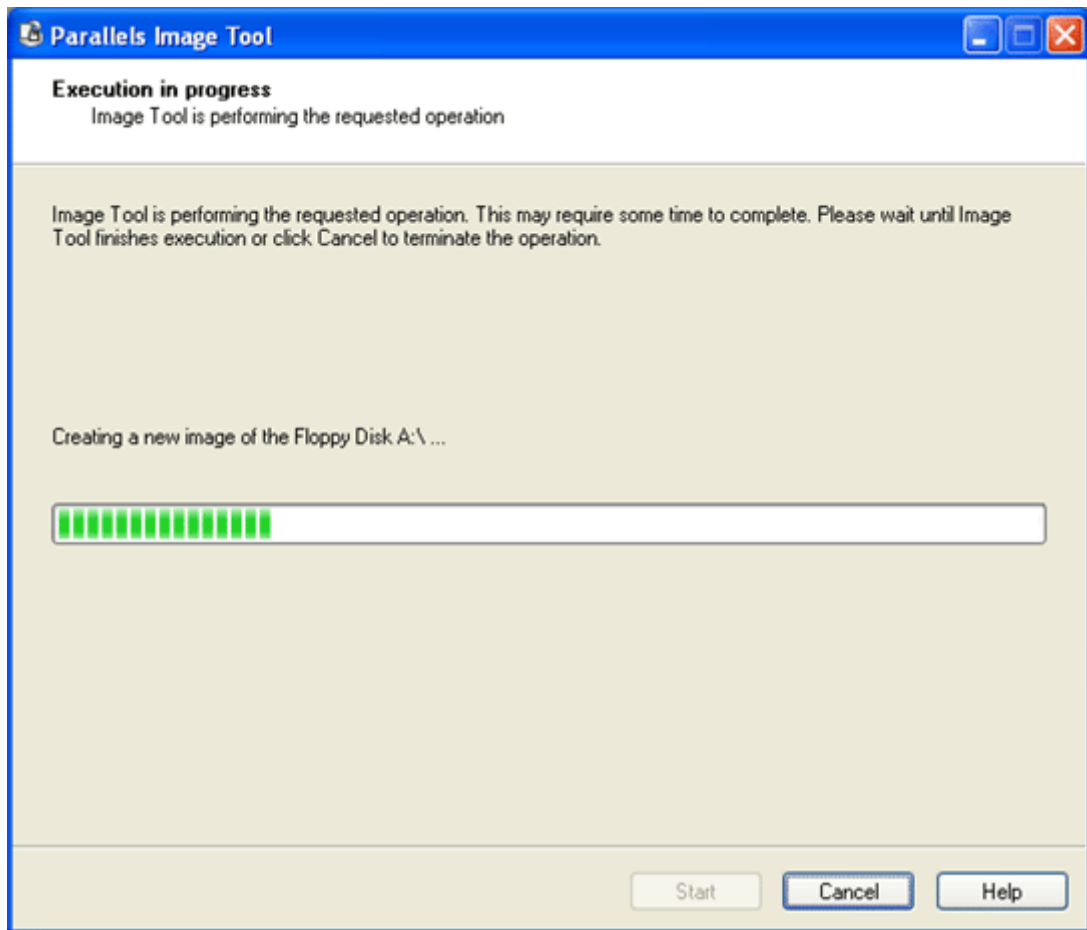 Parallels Image Tool
Execution in progress
Image Tool is performing the requested operation
Image Tool is performing the requested operation. This may require some time to complete. Please wait until Image
Tool finishes execution or click Cancel to terminate the operation.
Creating a new image of the Floppy Disk A:\ ...
Start Cancel Help